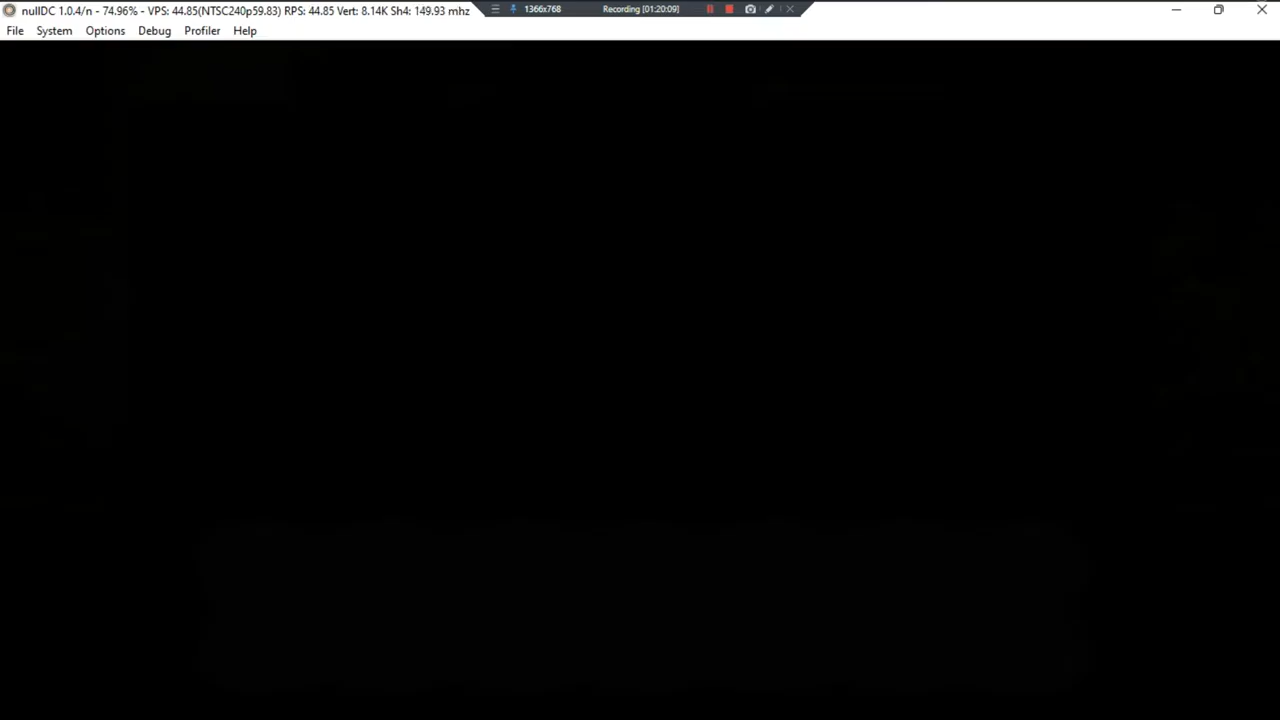 nullDC 1.0.4/n - 74.96% - VPS: 44.85(NTSC240p59.83) RPS: 44.85 Vert: 8.14K Sh4: 149.93 mhz
1366x768 Recording [01:20:09]
File System Options Debug Profiler Help